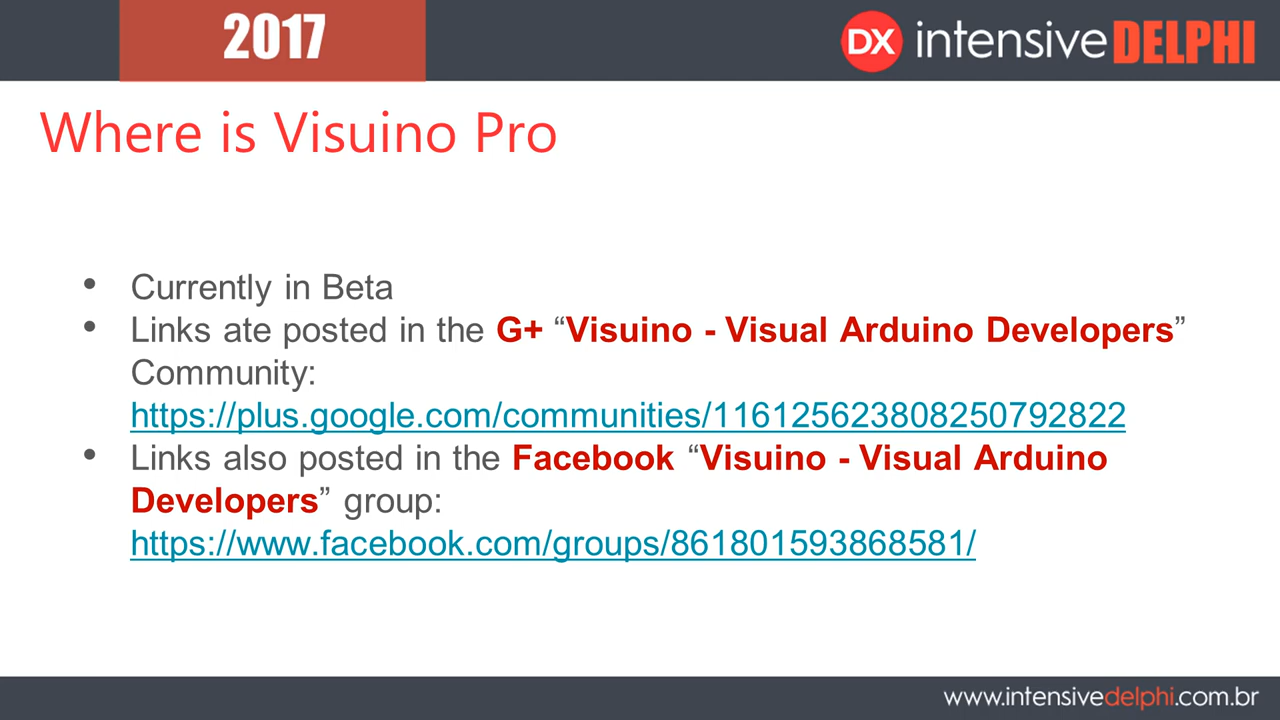 2017
DX intensiveDELPHI
Where is Visuino Pro
• Currently in Beta
• Links ate posted in the G+ “Visuino - Visual Arduino Developers”
Community:
https://plus.google.com/communities/116125623808250792822
• Links also posted in the Facebook “Visuino - Visual Arduino
Developers” group:
https://www.facebook.com/groups/861801593868581/
www.intensivedelphi.com.br